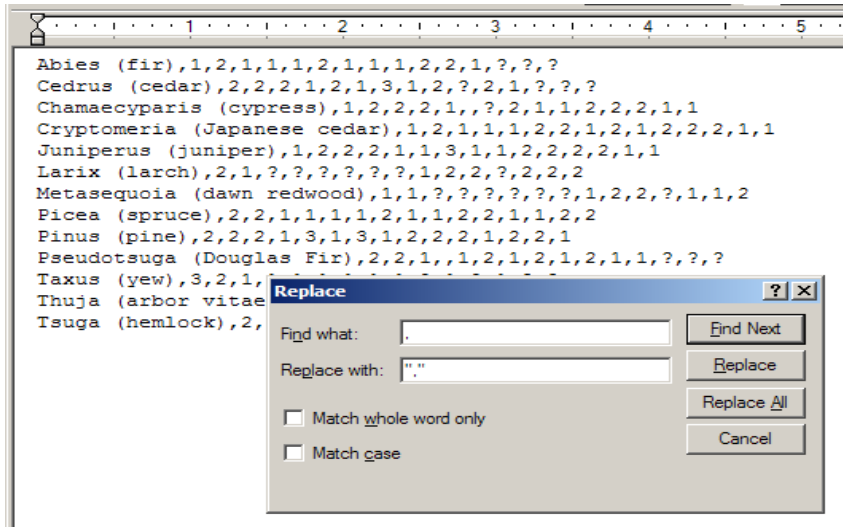 1 2 3 4 5
Abies (fir),1,2,1,1,1,2,1,1,1,2,2,1,?,?,?
Cedrus (cedar),2,2,2,1,2,1,3,1,2,?,2,1,?,?,?
Chamaecyparis (cypress),1,2,2,2,1,,?,2,1,1,2,2,2,1,1
Cryptomeria (Japanese cedar),1,2,1,1,1,2,2,1,2,1,2,2,2,1,1
Juniperus (juniper),1,2,2,2,1,1,3,1,1,2,2,2,2,1,1
Larix (larch),2,1,?,?,?,?,?,?,1,2,2,?,2,2,2
Metasequoia (dawn redwood),1,1,?,?,?,?,?,?,1,2,2,?,1,1,2
Picea (spruce),2,2,1,1,1,1,2,1,1,2,2,1,1,2,2
Pinus (pine),2,2,2,1,3,1,3,1,2,2,2,1,2,2,1
Pseudotsuga (Douglas Fir),2,2,1,,1,2,1,2,1,2,1,1,?,?,?
Taxus (yew),3,2,1,
Thuja (arbor vitae
Tsuga (hemlock),2,
Replace
Find what: ,
Replace with: ","
Match whole word only
Match case
Find Next
Replace
Replace All
Cancel